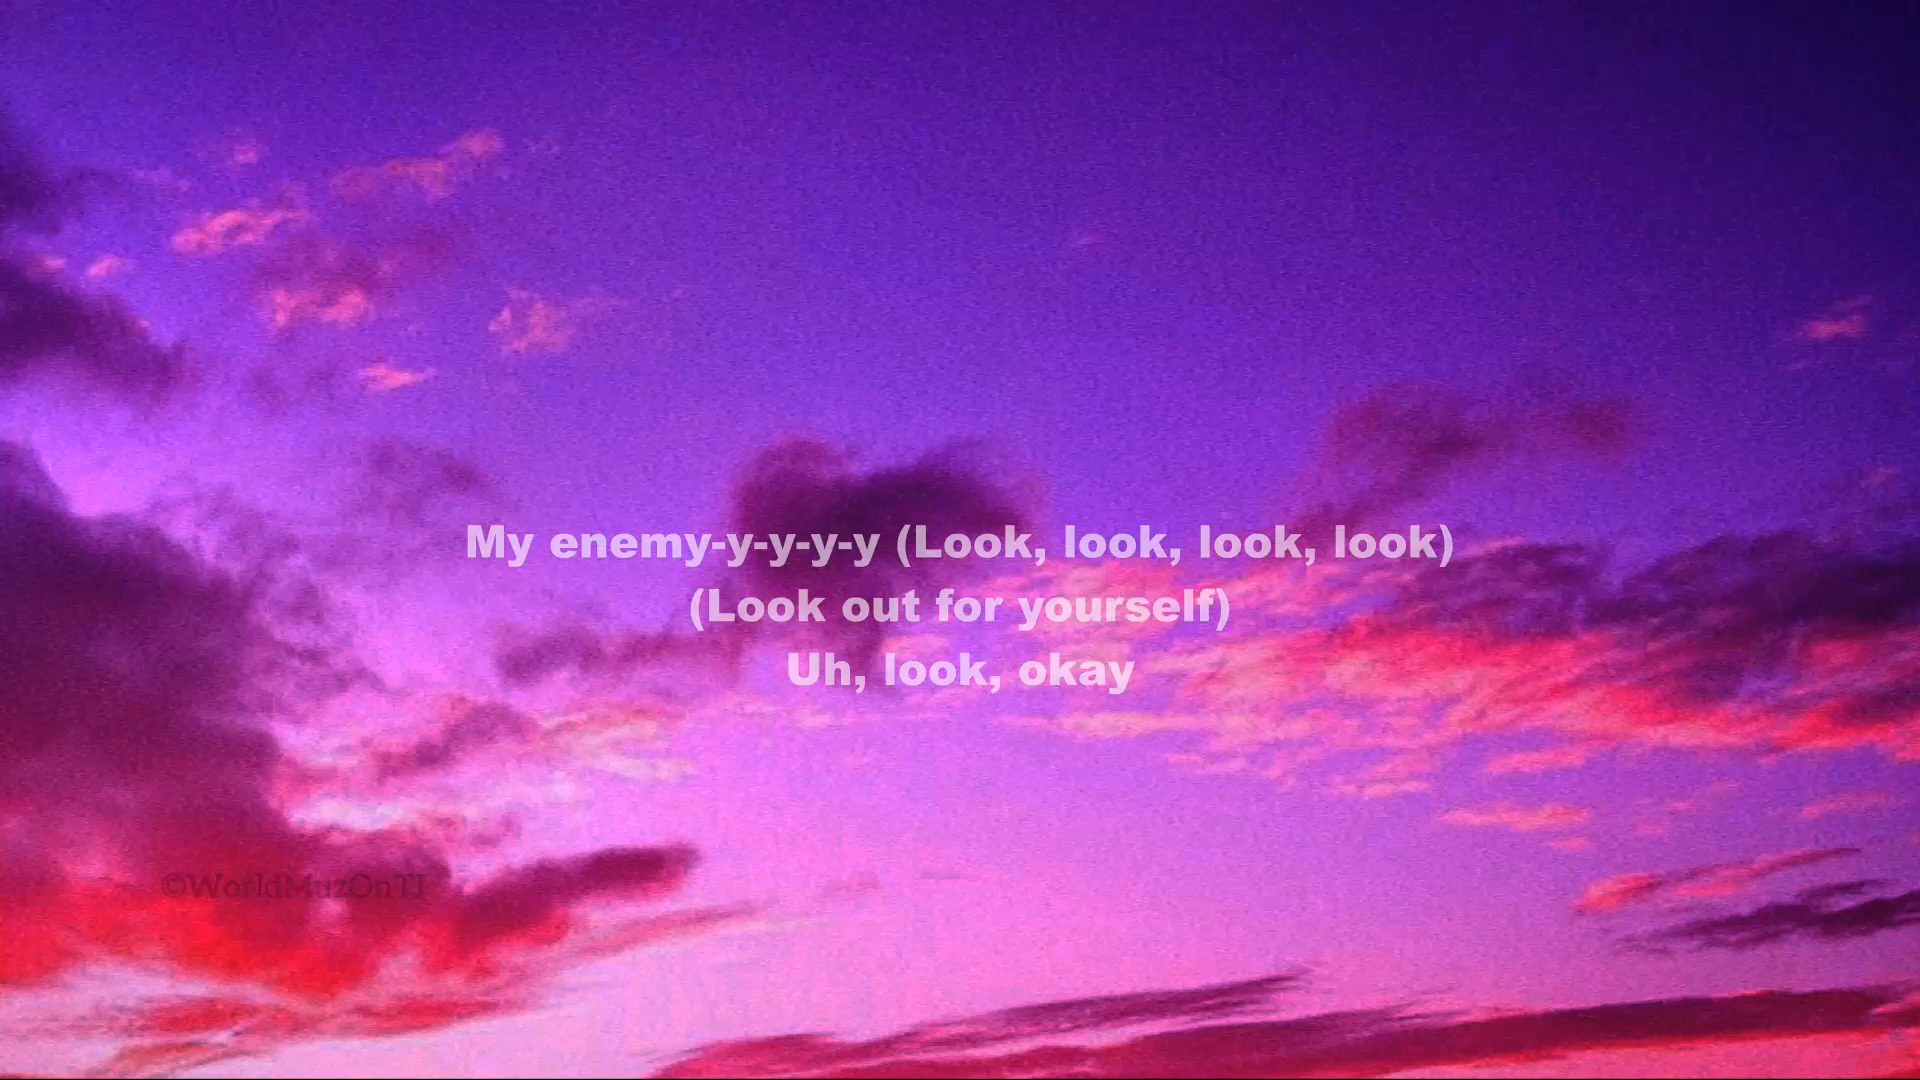 My enemy-y-y-y-y (Look, look, look, look)
(Look out for yourself)
Uh, look, okay
©WorldMuzOnTI